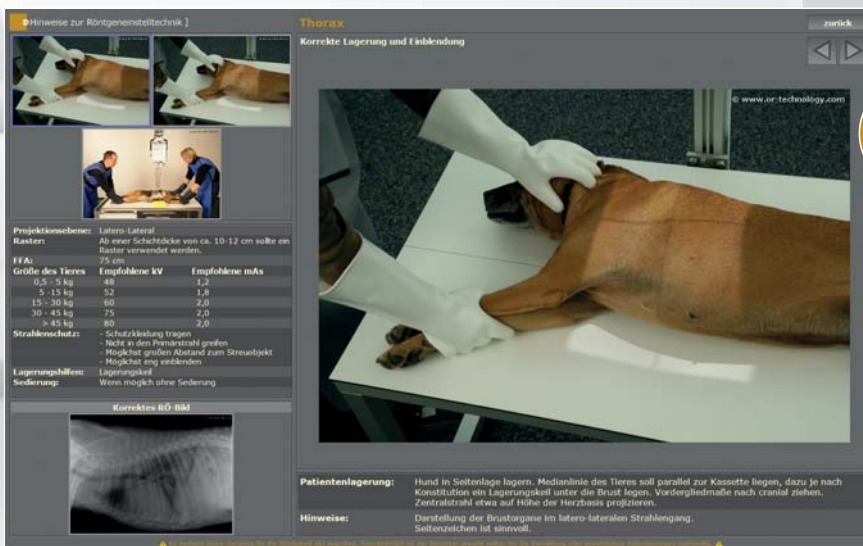 Hinweise zur Röntgeneinstelltechnik ]
Thorax
zurück
Korrekte Lagerung und Einblendung
© www.or-technology.com
Projektionsebene: Latero-Lateral
Raster: Ab einer Schichtdicke von ca. 10-12 cm sollte ein
Raster verwendet werden.
FFA: 75 cm
Größe des Tieres Empfohlene kV Empfohlene mAs
0,5 - 5 kg 48 1,2
5 -15 kg 52 1,8
15 - 30 kg 60 2,0
30 - 45 kg 75 2,0
> 45 kg 80 2,0
Strahlenschutz: - Schutzkleidung tragen
- Nicht in den Primärstrahl greifen
- Möglichst großen Abstand zum Streuobjekt
- Möglichst eng einblenden
Lagerungshilfen: Lagerungskeil
Sedierung: Wenn möglich ohne Sedierung
Korrektes RÖ-Bild
Patientenlagerung: Hund in Seitenlage lagern. Medianlinie des Tieres soll parallel zur Kassette liegen, dazu je nach
Konstitution ein Lagerungskeil unter die Brust legen. Vordergliedmaße nach cranial ziehen.
Zentralstrahl etwa auf Höhe der Herzbasis projizieren.
Hinweise: Darstellung der Brustorgane im latero-lateralen Strahlengang.
Seitenzeichen ist sinnvoll.